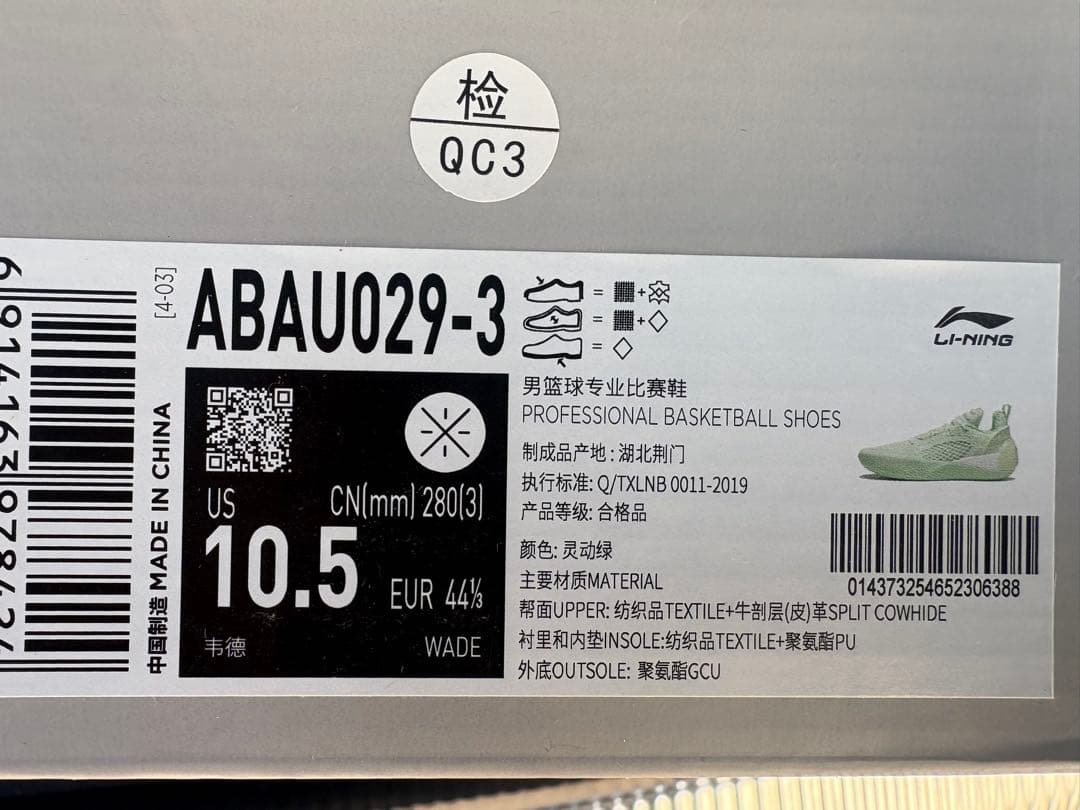 检
QC3
6914163978424
[4-03]
中国制造 MADE IN CHINA
ABAU029-3
= +
= +
=
US
CN(mm) 280(3)
10.5
EUR 44⅓
韦德
WADE
男篮球专业比赛鞋
PROFESSIONAL BASKETBALL SHOES
制成品产地: 湖北荆门
执行标准: Q/TXLNB 0011-2019
产品等级: 合格品
颜色: 灵动绿
主要材质MATERIAL
帮面UPPER: 纺织品TEXTILE+牛剖层(皮)革SPLIT COWHIDE
衬里和内垫INSOLE:纺织品TEXTILE+聚氨酯PU
外底OUTSOLE: 聚氨酯GCU
LI-NING
014373254652306388